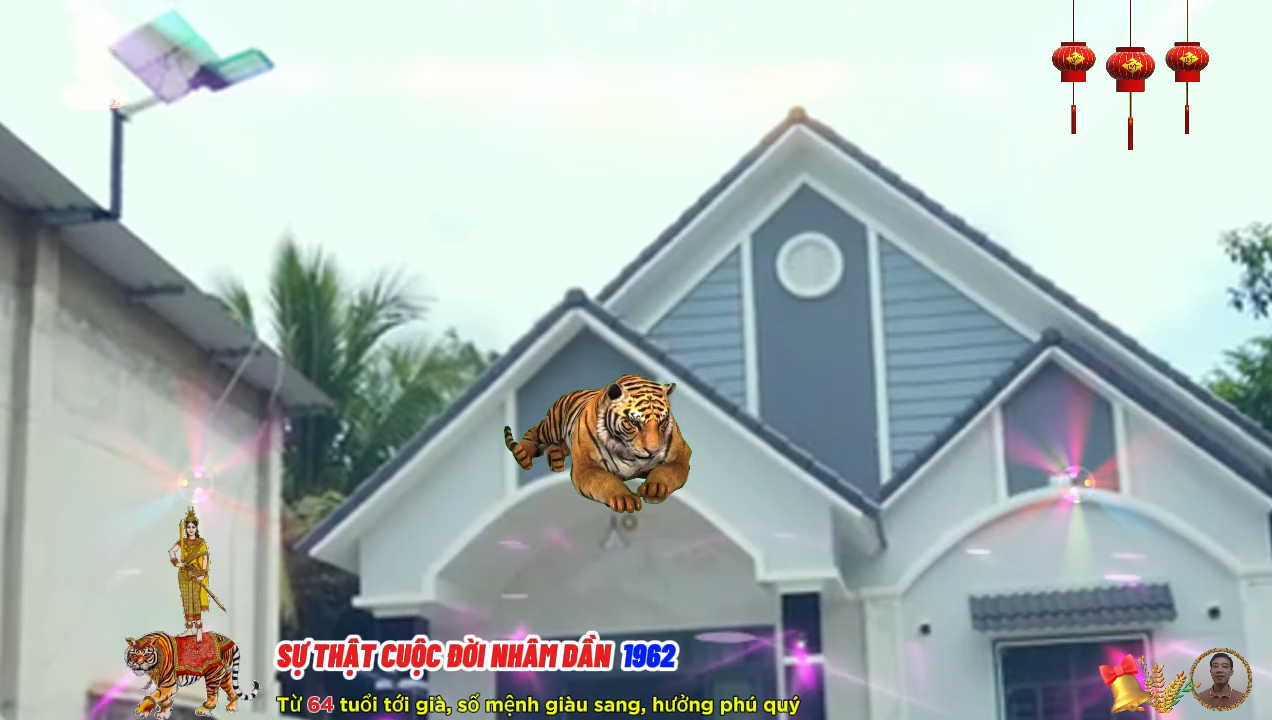 SỰ THẬT CUỘC ĐỜI NHÂM DẦN 1962
Từ 64 tuổi tới già, số mệnh giàu sang, hưởng phú quý